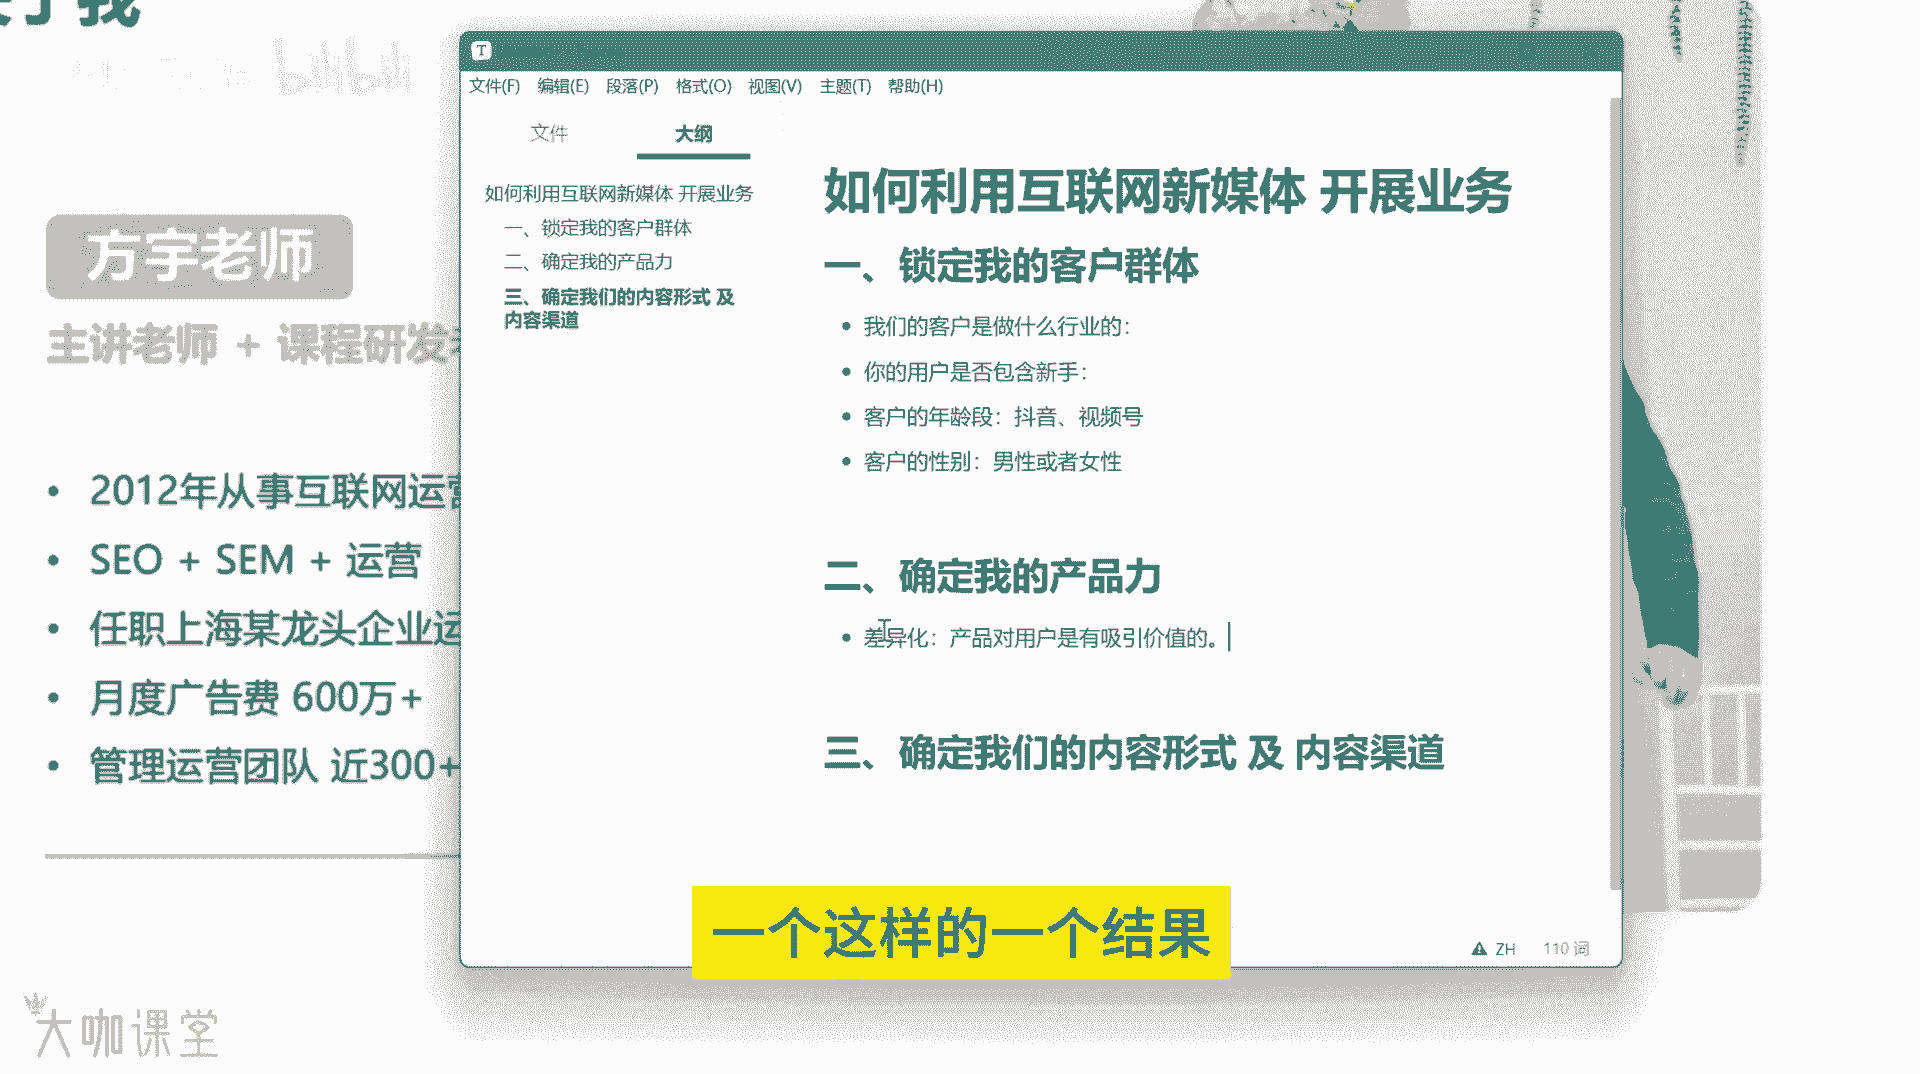 bilibili
方宇老师
主讲老师 + 课程研发
2012年从事互联网运营
SEO + SEM + 运营
任职上海某龙头企业运
月度广告费 600万+
管理运营团队 近300+
大咖课堂
T
文件(F) 编辑(E) 段落(P) 格式(O) 视图(V) 主题(T) 帮助(H)
文件 大纲
如何利用互联网新媒体 开展业务
一、锁定我的客户群体
二、确定我的产品力
三、确定我们的内容形式 及
内容渠道
如何利用互联网新媒体 开展业务
一、锁定我的客户群体
我们的客户是做什么行业的：
你的用户是否包含新手：
客户的年龄段：抖音、视频号
客户的性别：男性或者女性
二、确定我的产品力
差异化：产品对用户是有吸引价值的。
三、确定我们的内容形式 及 内容渠道
一个这样的一个结果
ZH 110 词